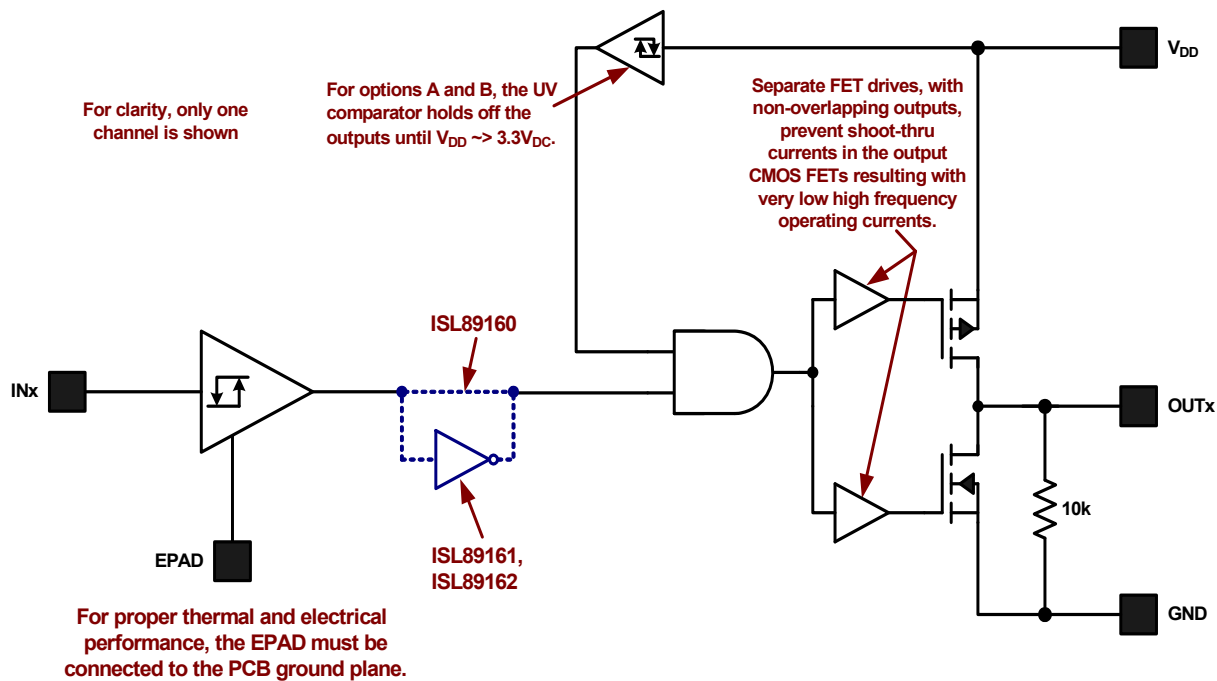 For clarity, only one
channel is shown
For options A and B, the UV
comparator holds off the
outputs until VDD ~> 3.3VDC.
Separate FET drives, with
non-overlapping outputs,
prevent shoot-thru
currents in the output
CMOS FETs resulting with
very low high frequency
operating currents.
VDD
ISL89160
INx
OUTx
10k
EPAD
ISL89161,
ISL89162
GND
For proper thermal and electrical
performance, the EPAD must be
connected to the PCB ground plane.